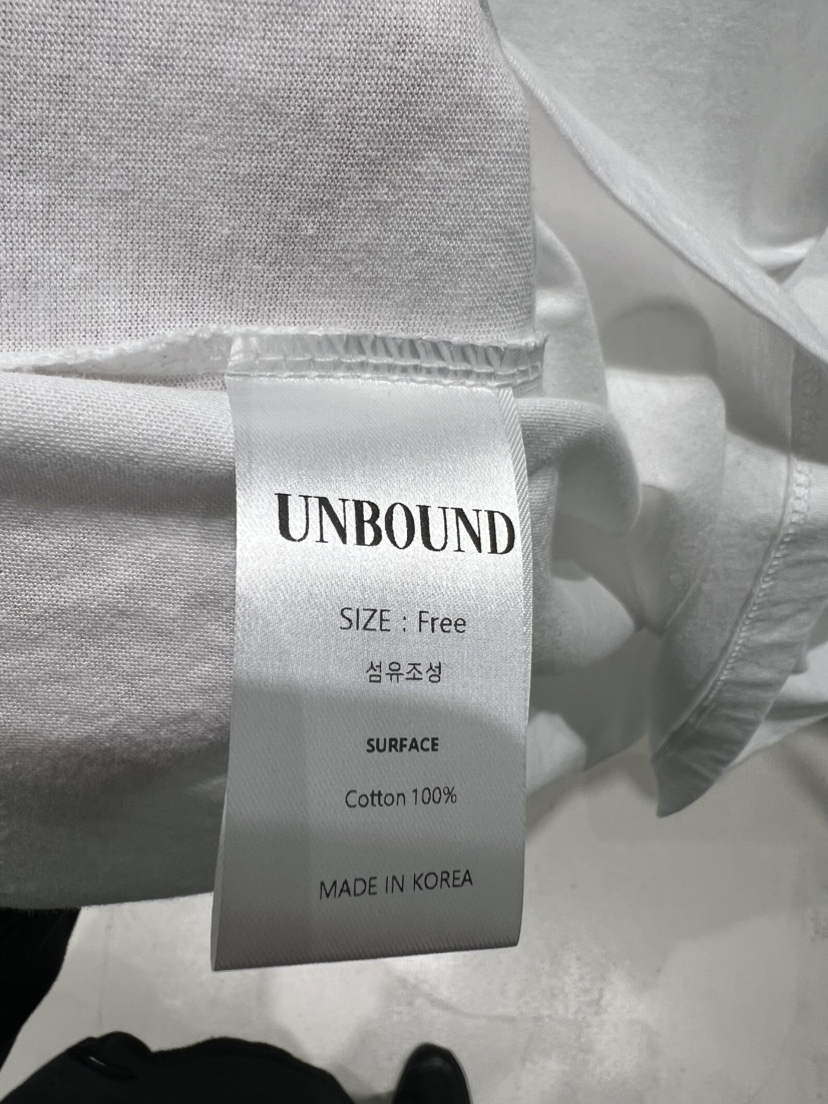 UNBOUND
SIZE : Free
섬유조성
SURFACE
Cotton 100%
MADE IN KOREA